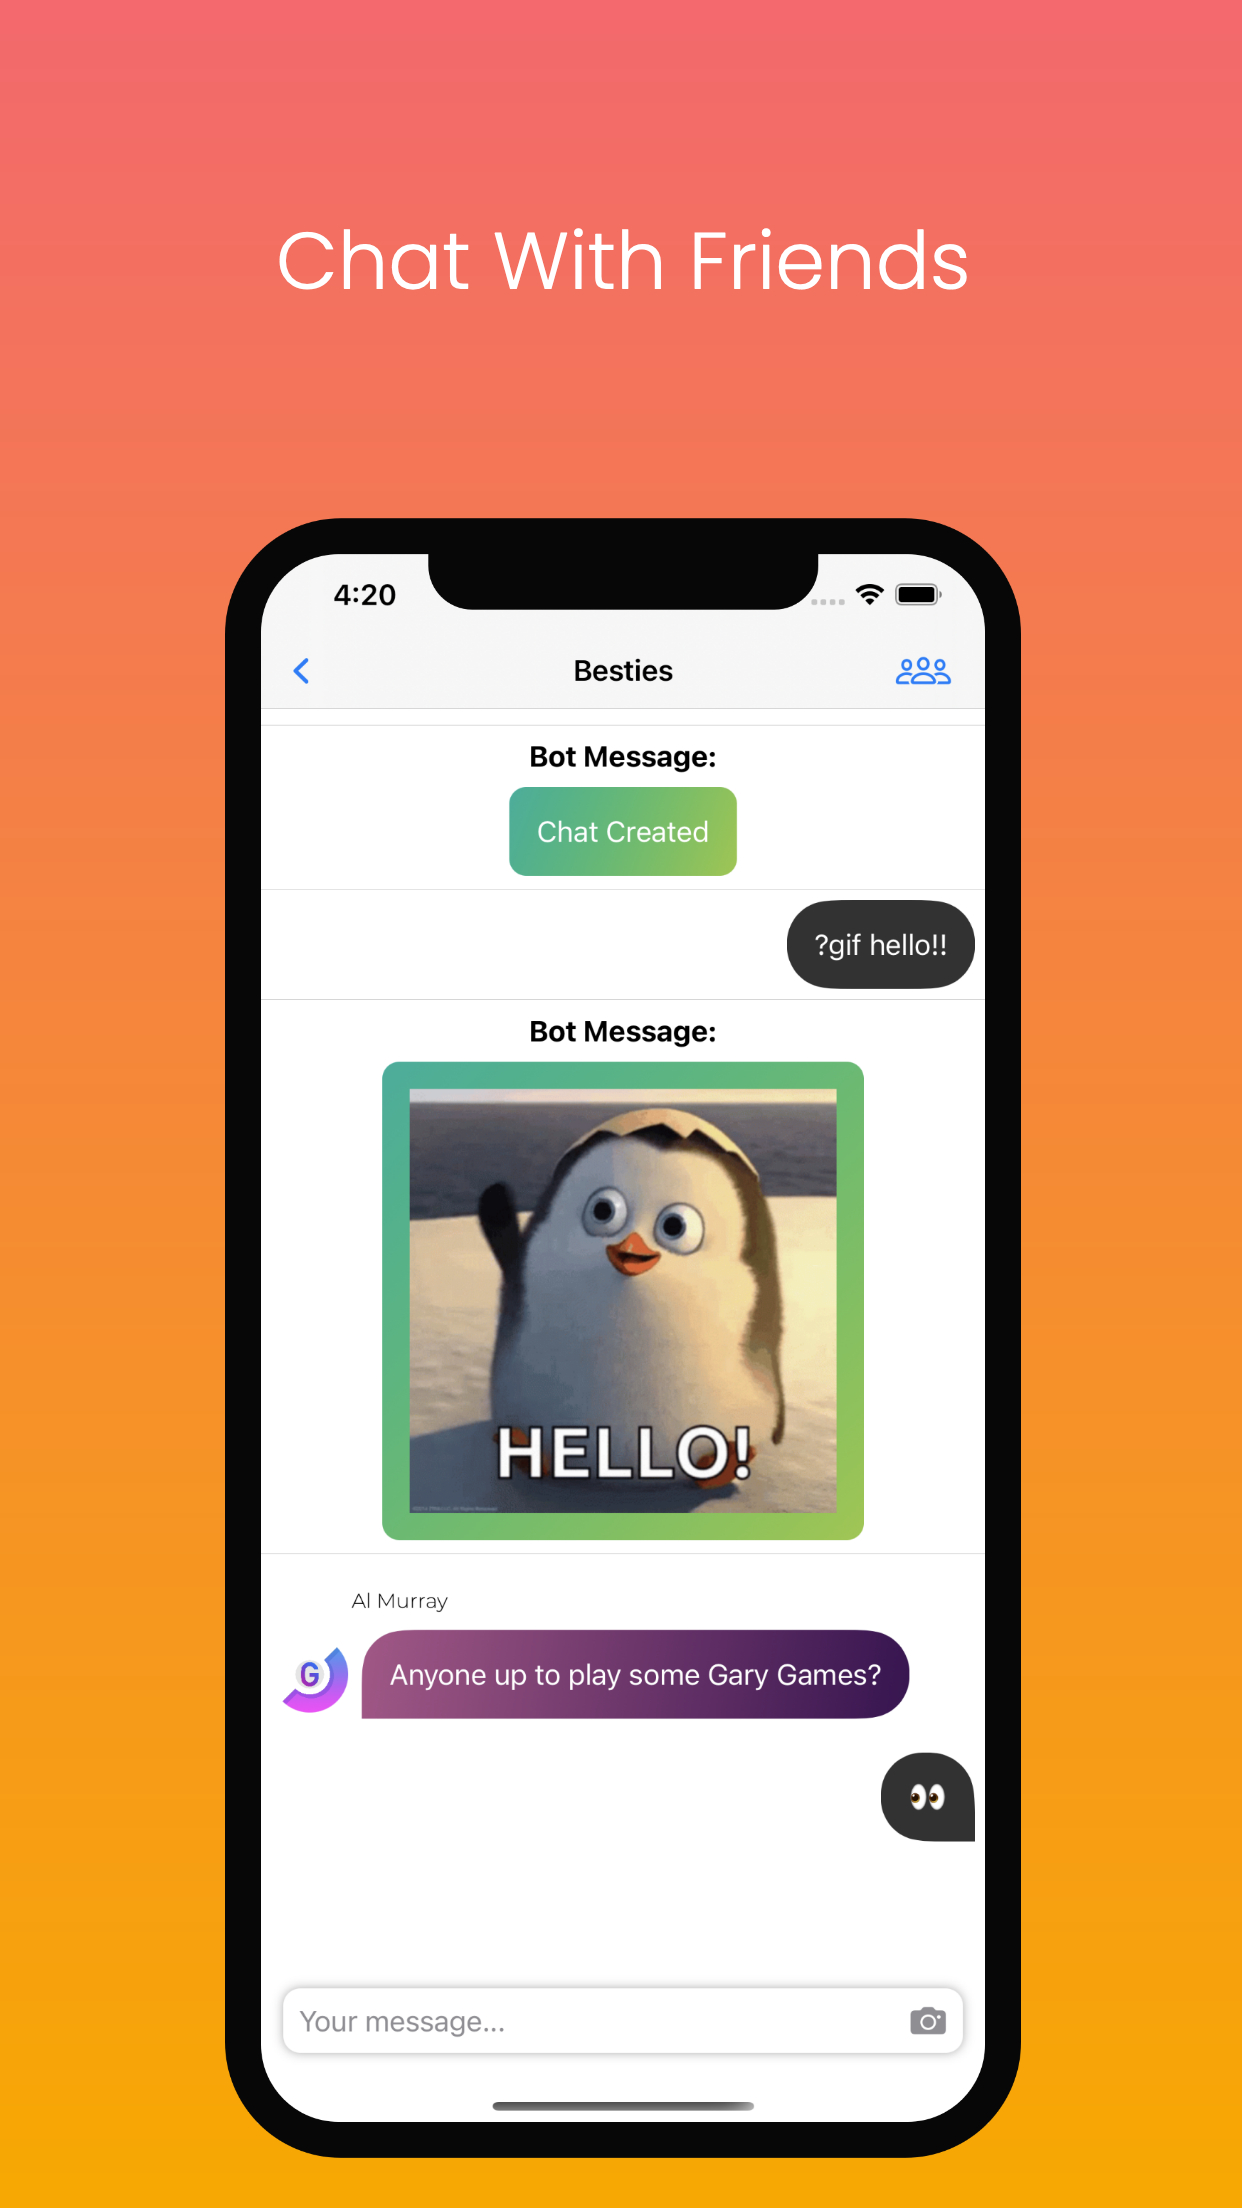 Chat With Friends
4:20
Besties
Bot Message:
Chat Created
?gif hello!!
Bot Message:
HELLO!
Al Murray
G
Anyone up to play some Gary Games?
👀
Your message...